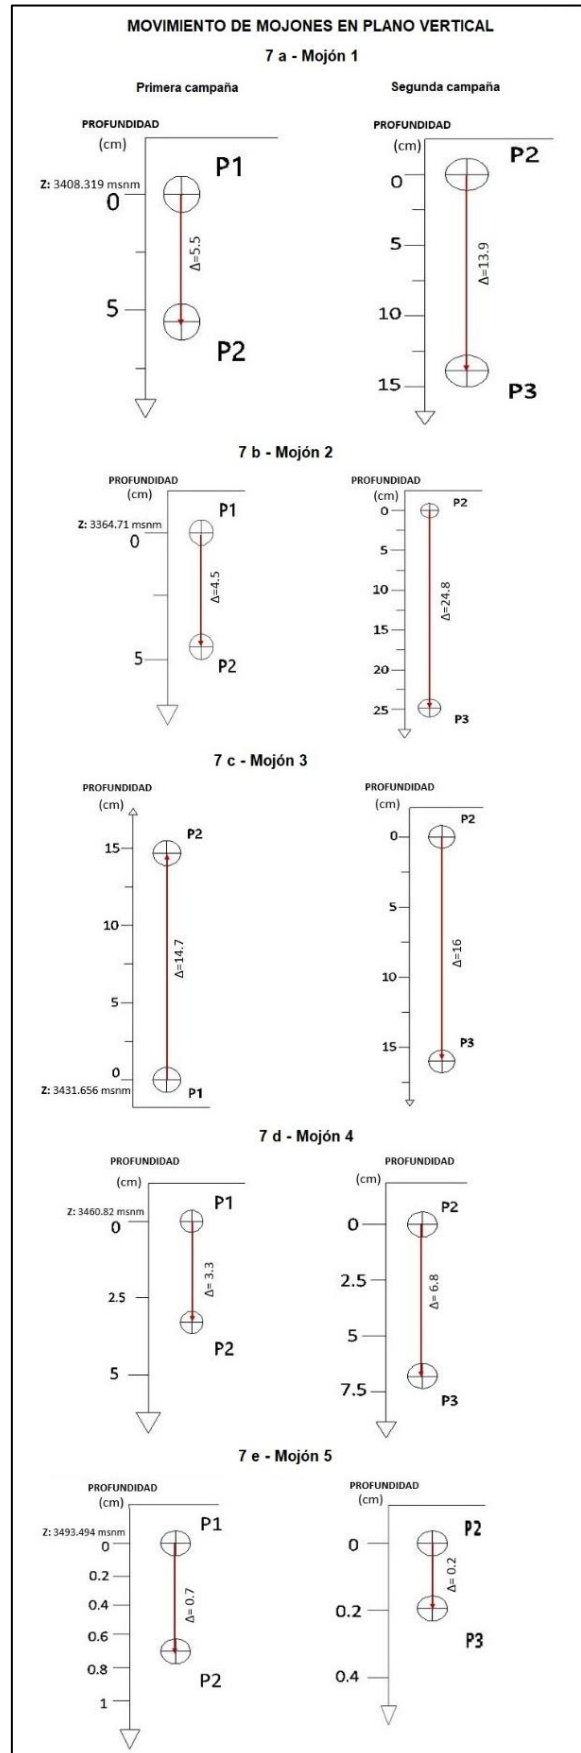 MOVIMIENTO DE MOJONES EN PLANO VERTICAL
7 a - Mojón 1
Primera campaña
Segunda campaña
PROFUNDIDAD
(cm)
Z: 3408.319 msnm
0
5
P1
Δ=5.5
P2
PROFUNDIDAD
(cm)
0
5
10
15
P2
Δ=13.9
P3
7 b - Mojón 2
PROFUNDIDAD
(cm)
Z: 3364.71 msnm
0
5
P1
Δ=4.5
P2
PROFUNDIDAD
(cm)
0
5
10
15
20
25
P2
Δ=24.8
P3
7 c - Mojón 3
PROFUNDIDAD
(cm)
15
10
5
0
Z: 3431.656 msnm
P2
Δ=14.7
P1
PROFUNDIDAD
(cm)
0
5
10
15
P2
Δ=16
P3
7 d - Mojón 4
PROFUNDIDAD
(cm)
Z: 3460.82 msnm
0
2.5
5
P1
Δ= 3.3
P2
PROFUNDIDAD
(cm)
0
2.5
5
7.5
P2
Δ= 6.8
P3
7 e - Mojón 5
PROFUNDIDAD
(cm)
Z: 3493.494 msnm
0
0.2
0.4
0.6
0.8
1
P1
Δ= 0.7
P2
PROFUNDIDAD
(cm)
0
0.2
0.4
P2
Δ= 0.2
P3